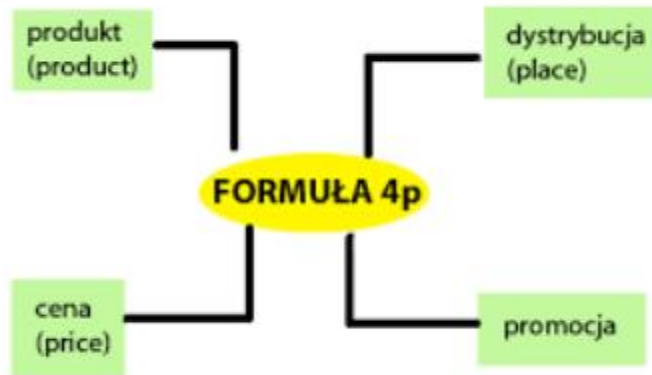 produkt
(product)
dystrybucja
(place)
FORMUŁA 4p
cena
(price)
promocja